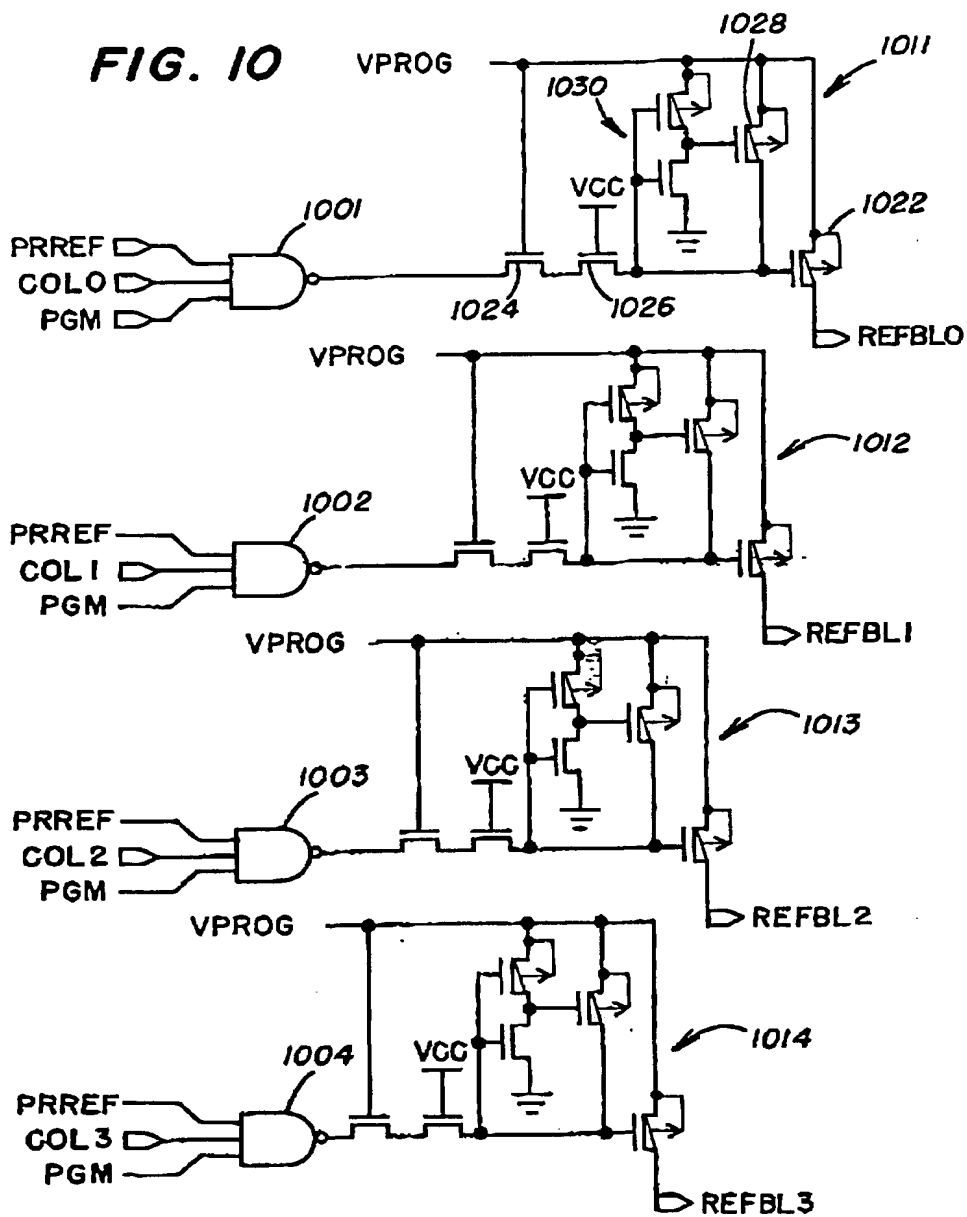 FIG. 10
VPROG
1028
1011
1030
VCC
1022
1001
PRREF
COL0
PGM
1024
1026
REFBL0
VPROG
1012
VCC
1002
PRREF
COL1
PGM
REFBL1
VPROG
1013
VCC
1003
PRREF
COL2
PGM
REFBL2
VPROG
1014
VCC
1004
PRREF
COL3
PGM
REFBL3